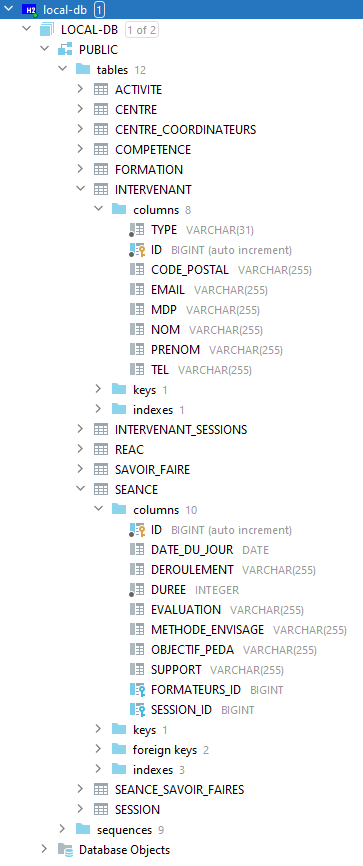 H2 local-db 1
LOCAL-DB 1 of 2
PUBLIC
tables 12
ACTIVITE
CENTRE
CENTRE_COORDINATEURS
COMPETENCE
FORMATION
INTERVENANT
columns 8
TYPE VARCHAR(31)
ID BIGINT (auto increment)
CODE_POSTAL VARCHAR(255)
EMAIL VARCHAR(255)
MDP VARCHAR(255)
NOM VARCHAR(255)
PRENOM VARCHAR(255)
TEL VARCHAR(255)
keys 1
indexes 1
INTERVENANT_SESSIONS
REAC
SAVOIR_FAIRE
SEANCE
columns 10
ID BIGINT (auto increment)
DATE_DU_JOUR DATE
DEROULEMENT VARCHAR(255)
DUREE INTEGER
EVALUATION VARCHAR(255)
METHODE_ENVISAGE VARCHAR(255)
OBJECTIF_PEDA VARCHAR(255)
SUPPORT VARCHAR(255)
FORMATEURS_ID BIGINT
SESSION_ID BIGINT
keys 1
foreign keys 2
indexes 3
SEANCE_SAVOIR_FAIRES
SESSION
sequences 9
Database Objects